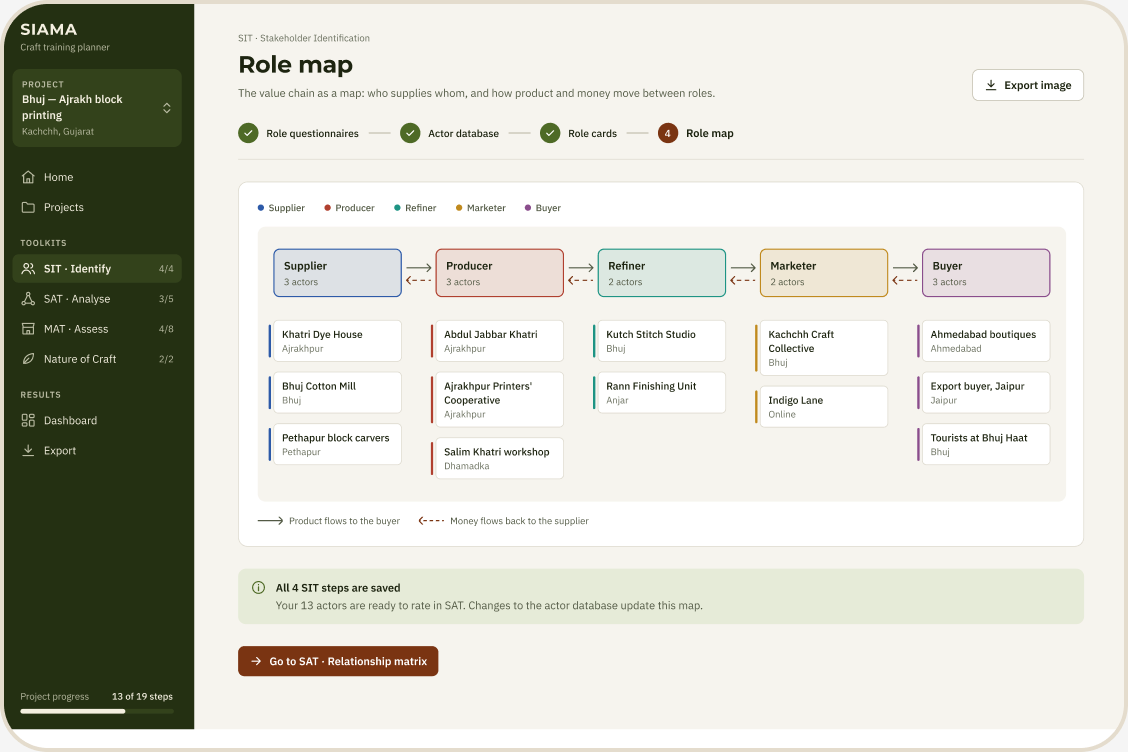 SIAMA
Craft training planner
PROJECT
Bhuj — Ajrakh block
printing
Kachchh, Gujarat
Home
Projects
TOOLKITS
SIT · Identify 4/4
SAT · Analyse 3/5
MAT · Assess 4/8
Nature of Craft 2/2
RESULTS
Dashboard
Export
Project progress 13 of 19 steps
SIT · Stakeholder Identification
Role map
The value chain as a map: who supplies whom, and how product and money move between roles.
Export image
Role questionnaires
Actor database
Role cards
4 Role map
Supplier Producer Refiner Marketer Buyer
Supplier
3 actors
Producer
3 actors
Refiner
2 actors
Marketer
2 actors
Buyer
3 actors
Khatri Dye House
Ajrakhpur
Bhuj Cotton Mill
Bhuj
Pethapur block carvers
Pethapur
Abdul Jabbar Khatri
Ajrakhpur
Ajrakhpur Printers'
Cooperative
Ajrakhpur
Salim Khatri workshop
Dhamadka
Kutch Stitch Studio
Bhuj
Rann Finishing Unit
Anjar
Kachchh Craft
Collective
Bhuj
Indigo Lane
Online
Ahmedabad boutiques
Ahmedabad
Export buyer, Jaipur
Jaipur
Tourists at Bhuj Haat
Bhuj
Product flows to the buyer
Money flows back to the supplier
All 4 SIT steps are saved
Your 13 actors are ready to rate in SAT. Changes to the actor database update this map.
Go to SAT · Relationship matrix